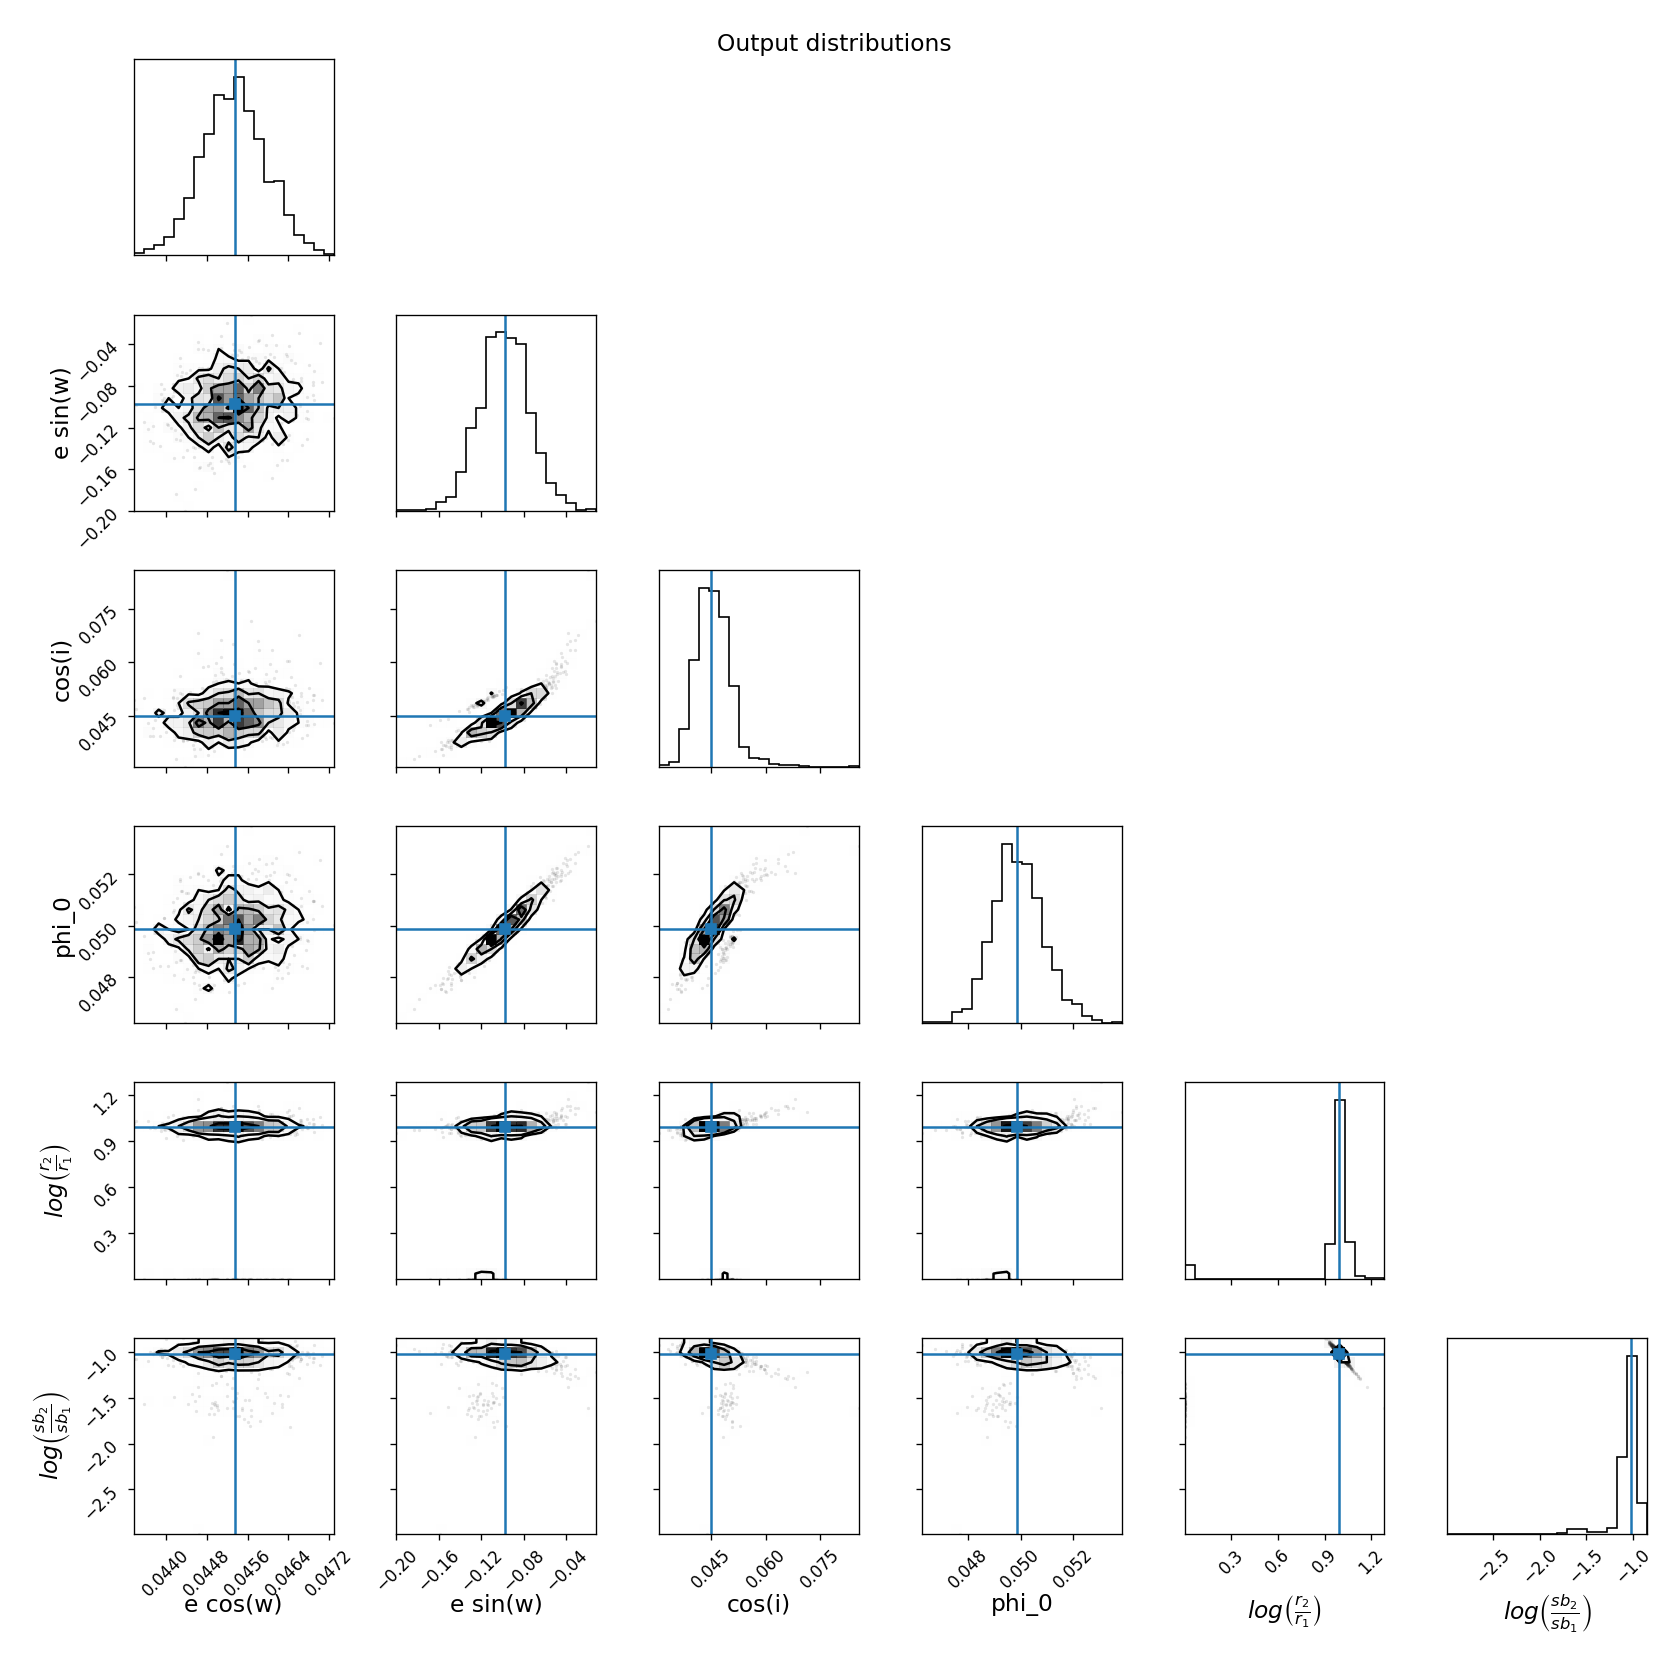 Output distributions
e sin(w)
−0.04
−0.08
−0.12
−0.16
−0.20
cos(i)
0.075
0.060
0.045
phi_0
0.052
0.050
0.048
log(r₂/r₁)
1.2
0.9
0.6
0.3
log(sb₂/sb₁)
−1.0
−1.5
−2.0
−2.5
0.0440 0.0448 0.0456 0.0464 0.0472
−0.20 −0.16 −0.12 −0.08 −0.04
0.045 0.060 0.075
0.048 0.050 0.052
0.3 0.6 0.9 1.2
−2.5 −2.0 −1.5 −1.0
e cos(w)
e sin(w)
cos(i)
phi_0
log(r₂/r₁)
log(sb₂/sb₁)